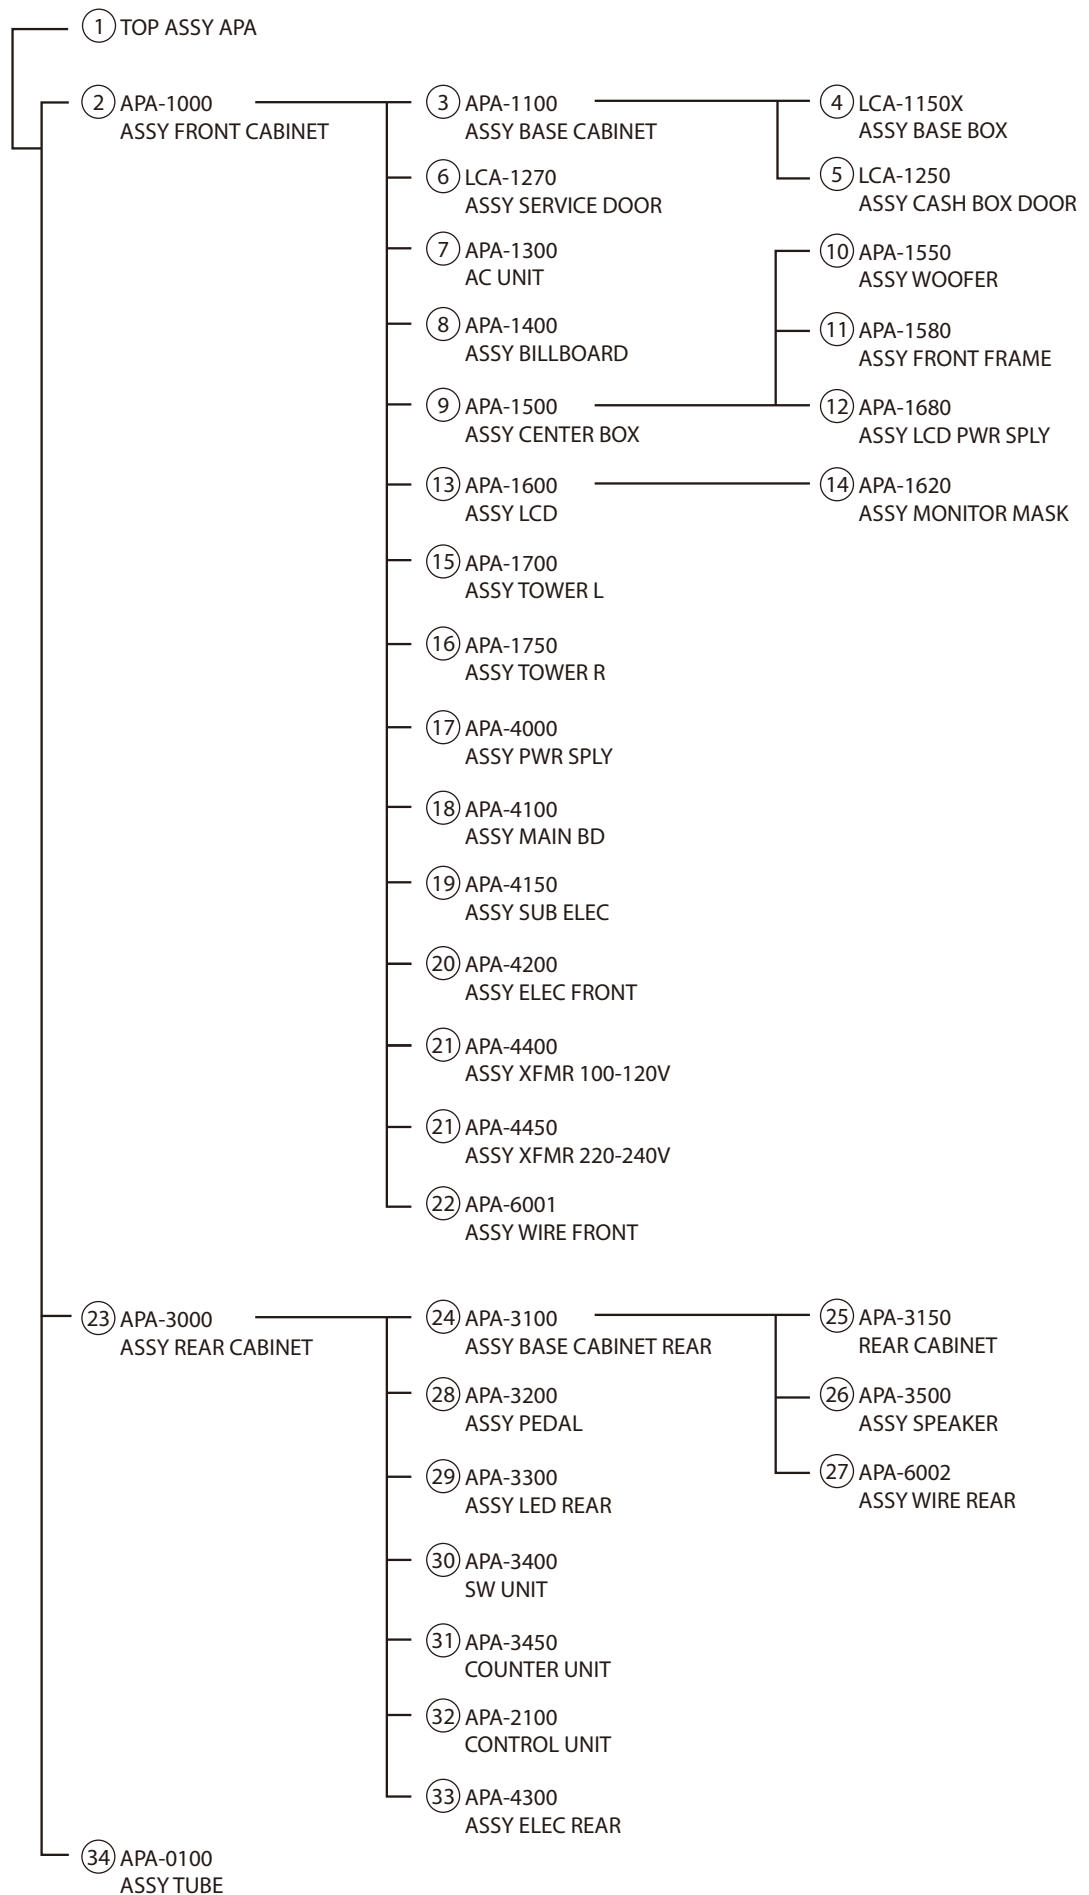 1 TOP ASSY APA
2 APA-1000
ASSY FRONT CABINET
3 APA-1100
ASSY BASE CABINET
4 LCA-1150X
ASSY BASE BOX
5 LCA-1250
ASSY CASH BOX DOOR
6 LCA-1270
ASSY SERVICE DOOR
7 APA-1300
AC UNIT
8 APA-1400
ASSY BILLBOARD
9 APA-1500
ASSY CENTER BOX
10 APA-1550
ASSY WOOFER
11 APA-1580
ASSY FRONT FRAME
12 APA-1680
ASSY LCD PWR SPLY
13 APA-1600
ASSY LCD
14 APA-1620
ASSY MONITOR MASK
15 APA-1700
ASSY TOWER L
16 APA-1750
ASSY TOWER R
17 APA-4000
ASSY PWR SPLY
18 APA-4100
ASSY MAIN BD
19 APA-4150
ASSY SUB ELEC
20 APA-4200
ASSY ELEC FRONT
21 APA-4400
ASSY XFMR 100-120V
21 APA-4450
ASSY XFMR 220-240V
22 APA-6001
ASSY WIRE FRONT
23 APA-3000
ASSY REAR CABINET
24 APA-3100
ASSY BASE CABINET REAR
25 APA-3150
REAR CABINET
26 APA-3500
ASSY SPEAKER
27 APA-6002
ASSY WIRE REAR
28 APA-3200
ASSY PEDAL
29 APA-3300
ASSY LED REAR
30 APA-3400
SW UNIT
31 APA-3450
COUNTER UNIT
32 APA-2100
CONTROL UNIT
33 APA-4300
ASSY ELEC REAR
34 APA-0100
ASSY TUBE